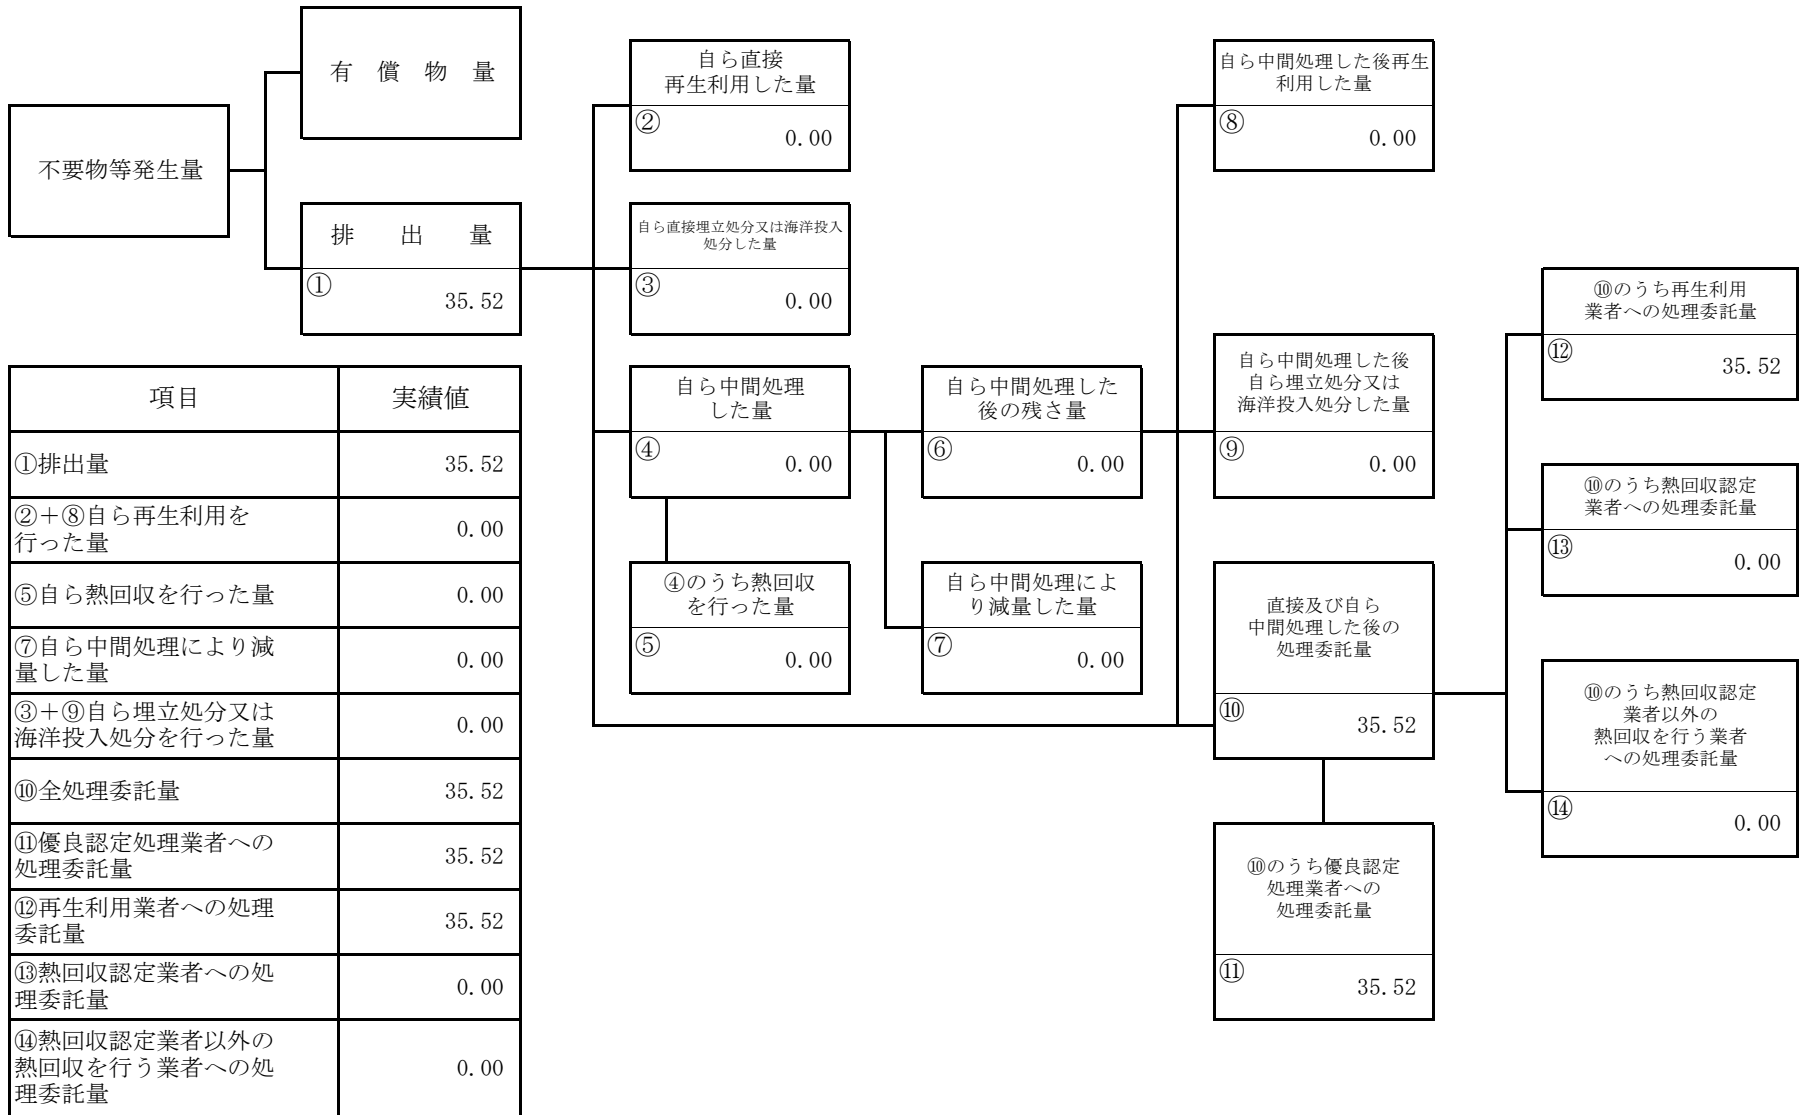 不要物等発生量
有 償 物 量
排 出 量
①
35.52
自ら直接
再生利用した量
②
0.00
自ら直接埋立処分又は海洋投入
処分した量
③
0.00
自ら中間処理
した量
④
0.00
④のうち熱回収
を行った量
⑤
0.00
自ら中間処理した
後の残さ量
⑥
0.00
自ら中間処理によ
り減量した量
⑦
0.00
自ら中間処理した後再生
利用した量
⑧
0.00
自ら中間処理した後
自ら埋立処分又は
海洋投入処分した量
⑨
0.00
直接及び自ら
中間処理した後の
処理委託量
⑩
35.52
⑩のうち優良認定
処理業者への
処理委託量
⑪
35.52
⑩のうち再生利用
業者への処理委託量
⑫
35.52
⑩のうち熱回収認定
業者への処理委託量
⑬
0.00
⑩のうち熱回収認定
業者以外の
熱回収を行う業者
への処理委託量
⑭
0.00
項目 実績値
①排出量 35.52
②+⑧自ら再生利用を
行った量 0.00
⑤自ら熱回収を行った量 0.00
⑦自ら中間処理により減
量した量 0.00
③+⑨自ら埋立処分又は
海洋投入処分を行った量 0.00
⑩全処理委託量 35.52
⑪優良認定処理業者への
処理委託量 35.52
⑫再生利用業者への処理
委託量 35.52
⑬熱回収認定業者への処
理委託量 0.00
⑭熱回収認定業者以外の
熱回収を行う業者への処
理委託量 0.00